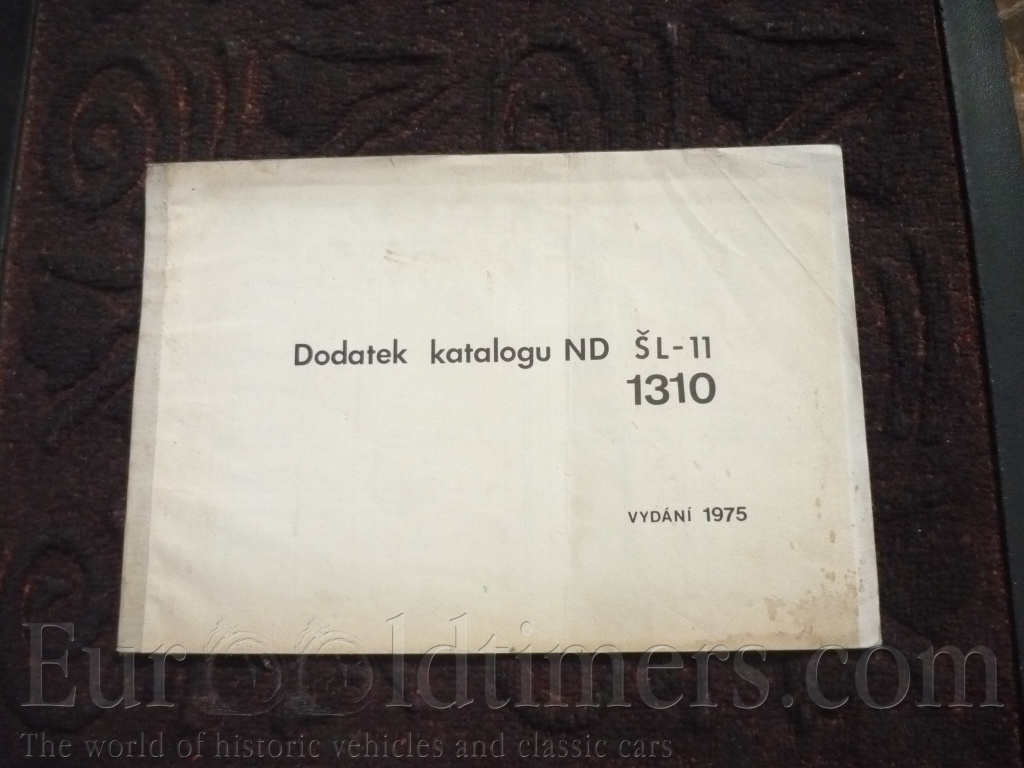 Dodatek katalogu ND ŠL-11
1310
VYDÁNÍ 1975
EurOOldtimers.com
The world of historic vehicles and classic cars